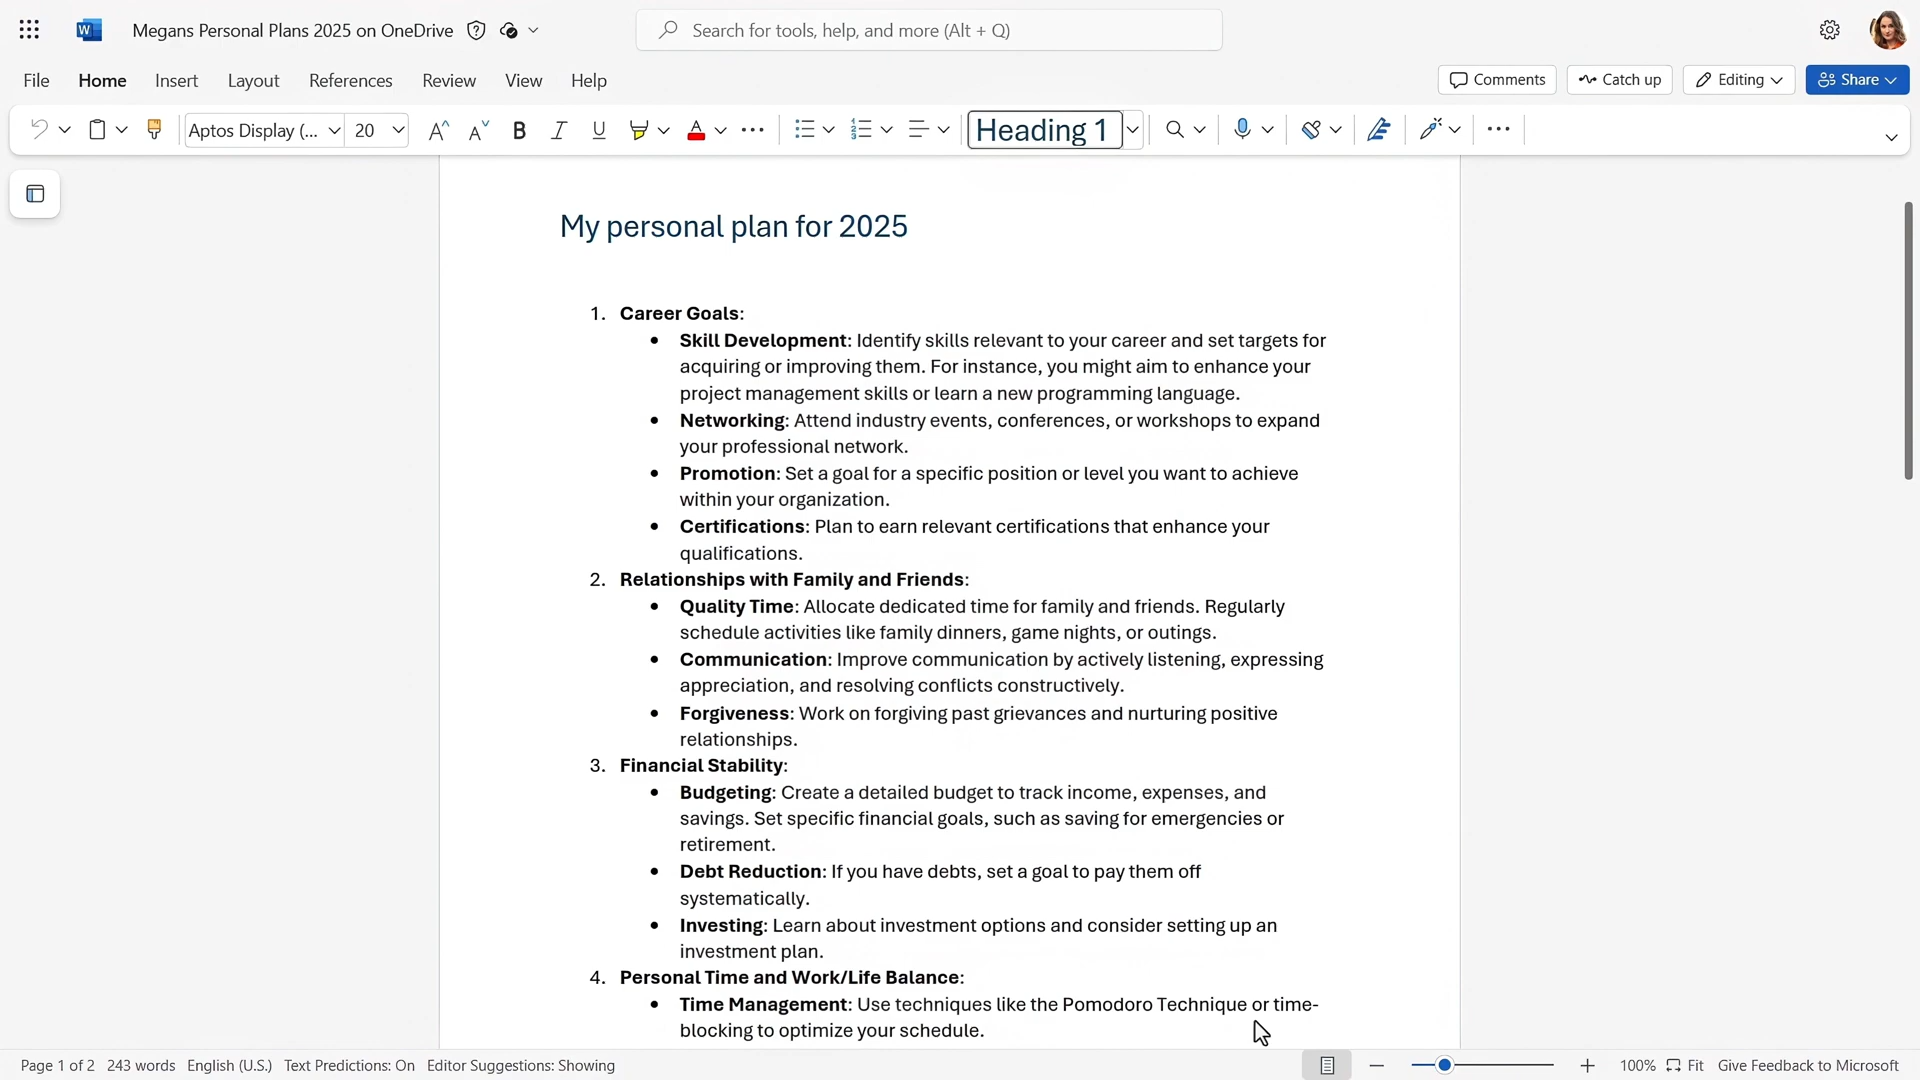 Megans Personal Plans 2025 on OneDrive
Search for tools, help, and more (Alt + Q)
File Home Insert Layout References Review View Help
Comments Catch up Editing Share
Aptos Display (... 20 Heading 1
My personal plan for 2025
1. Career Goals:
• Skill Development: Identify skills relevant to your career and set targets for
acquiring or improving them. For instance, you might aim to enhance your
project management skills or learn a new programming language.
• Networking: Attend industry events, conferences, or workshops to expand
your professional network.
• Promotion: Set a goal for a specific position or level you want to achieve
within your organization.
• Certifications: Plan to earn relevant certifications that enhance your
qualifications.
2. Relationships with Family and Friends:
• Quality Time: Allocate dedicated time for family and friends. Regularly
schedule activities like family dinners, game nights, or outings.
• Communication: Improve communication by actively listening, expressing
appreciation, and resolving conflicts constructively.
• Forgiveness: Work on forgiving past grievances and nurturing positive
relationships.
3. Financial Stability:
• Budgeting: Create a detailed budget to track income, expenses, and
savings. Set specific financial goals, such as saving for emergencies or
retirement.
• Debt Reduction: If you have debts, set a goal to pay them off
systematically.
• Investing: Learn about investment options and consider setting up an
investment plan.
4. Personal Time and Work/Life Balance:
• Time Management: Use techniques like the Pomodoro Technique or time-
blocking to optimize your schedule.
Page 1 of 2 243 words English (U.S.) Text Predictions: On Editor Suggestions: Showing 100% Fit Give Feedback to Microsoft